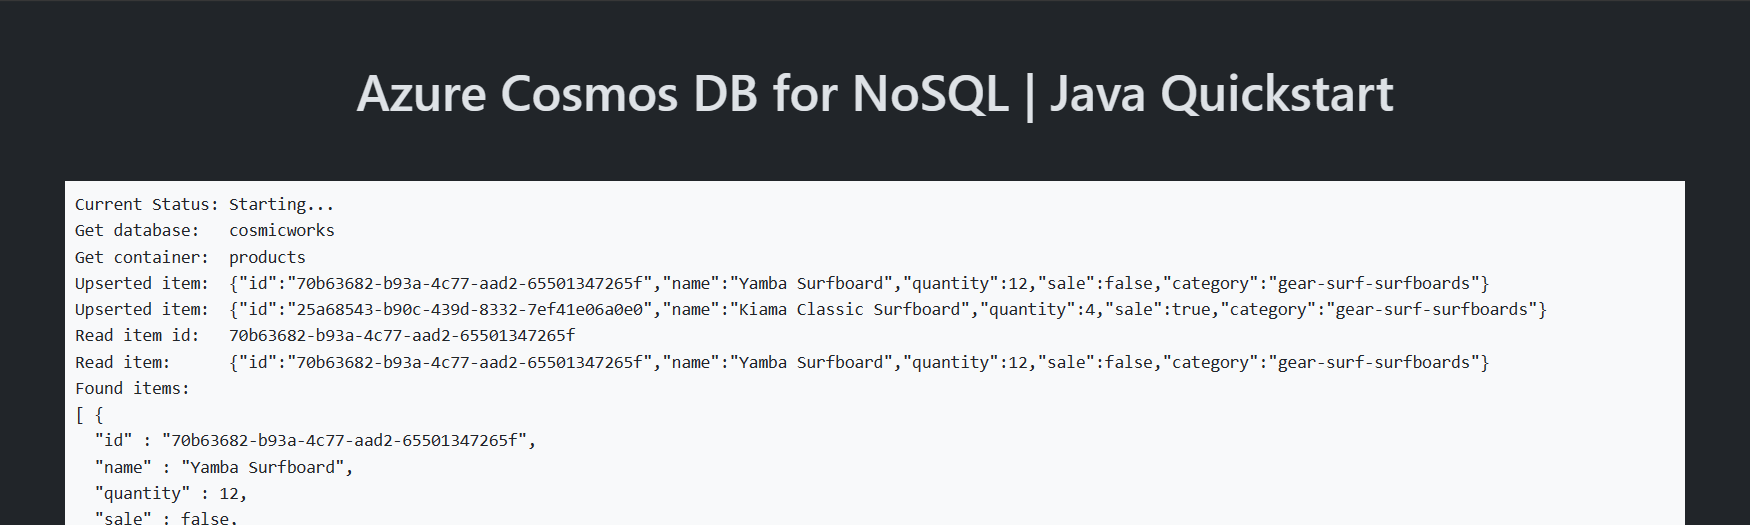 Azure Cosmos DB for NoSQL | Java Quickstart
Current Status: Starting...
Get database:   cosmicworks
Get container:  products
Upserted item:  {"id":"70b63682-b93a-4c77-aad2-65501347265f","name":"Yamba Surfboard","quantity":12,"sale":false,"category":"gear-surf-surfboards"}
Upserted item:  {"id":"25a68543-b90c-439d-8332-7ef41e06a0e0","name":"Kiama Classic Surfboard","quantity":4,"sale":true,"category":"gear-surf-surfboards"}
Read item id:   70b63682-b93a-4c77-aad2-65501347265f
Read item:      {"id":"70b63682-b93a-4c77-aad2-65501347265f","name":"Yamba Surfboard","quantity":12,"sale":false,"category":"gear-surf-surfboards"}
Found items:
[ {
  "id" : "70b63682-b93a-4c77-aad2-65501347265f",
  "name" : "Yamba Surfboard",
  "quantity" : 12,
  "sale" : false,